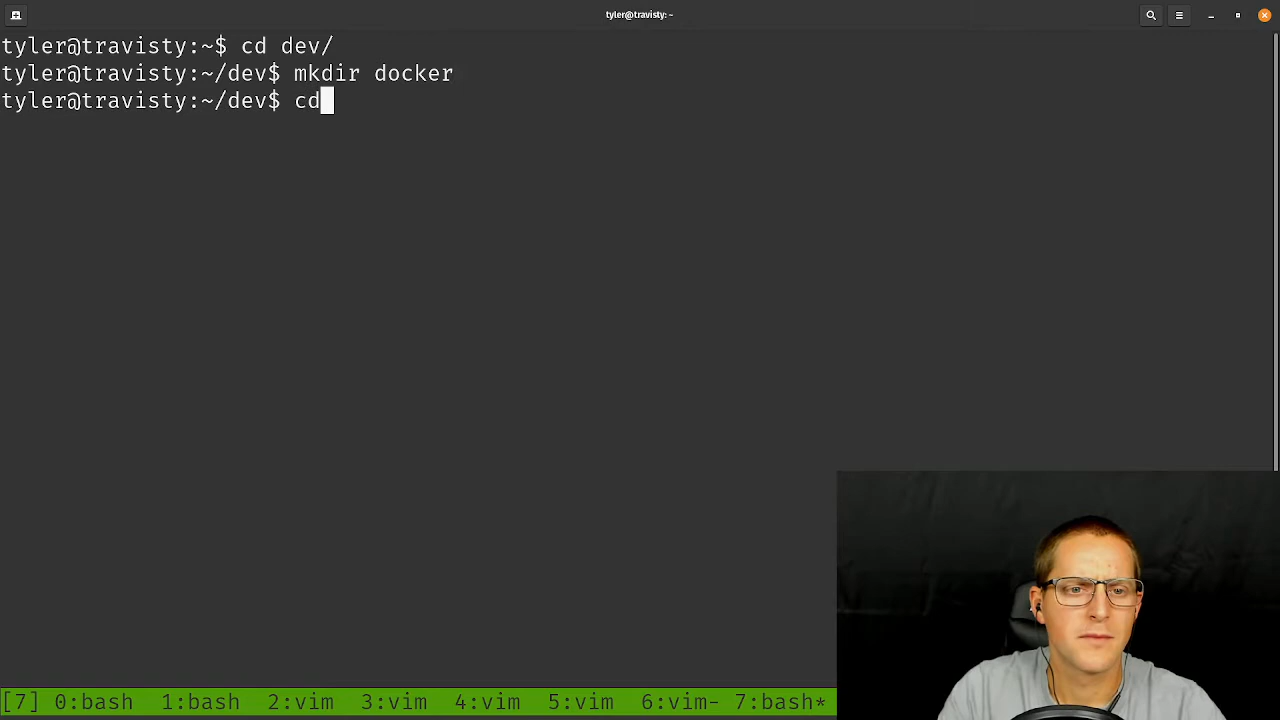 tyler@travisty: ~
tyler@travisty:~$ cd dev/
tyler@travisty:~/dev$ mkdir docker
tyler@travisty:~/dev$ cd
[7] 0:bash 1:bash 2:vim 3:vim 4:vim 5:vim 6:vim- 7:bash*